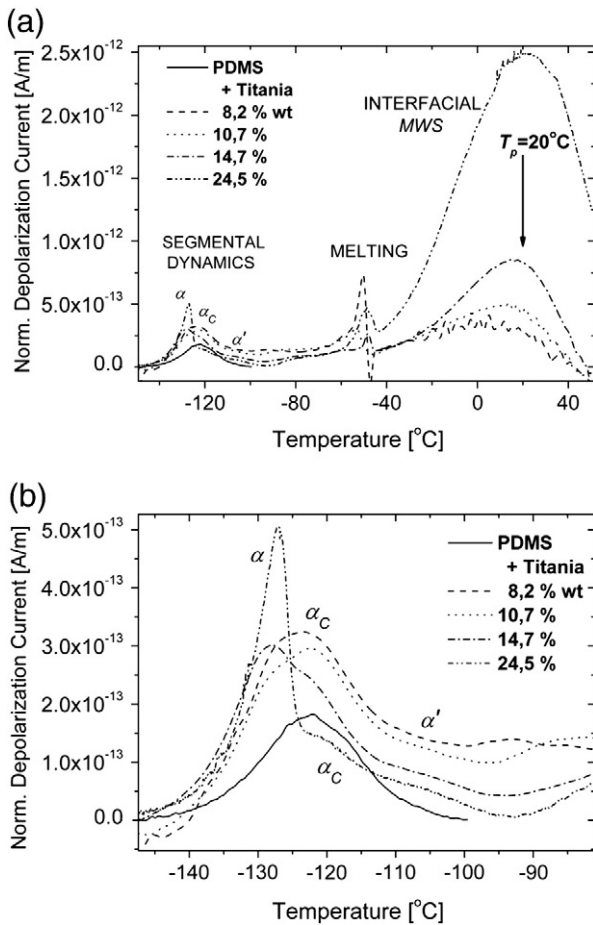 (a)
2.5x10⁻¹²
2.0x10⁻¹²
1.5x10⁻¹²
1.0x10⁻¹²
5.0x10⁻¹³
0.0
Norm. Depolarization Current [A/m]
PDMS
+ Titania
8,2 % wt
10,7 %
14,7 %
24,5 %
INTERFACIAL
MWS
Tₚ=20°C
SEGMENTAL
DYNAMICS
MELTING
α
α_C
α'
-120 -80 -40 0 40
Temperature [°C]
(b)
5.0x10⁻¹³
4.0x10⁻¹³
3.0x10⁻¹³
2.0x10⁻¹³
1.0x10⁻¹³
0.0
Norm. Depolarization Current [A/m]
PDMS
+ Titania
8,2 % wt
10,7 %
14,7 %
24,5 %
α
α_C
α'
α_C
-140 -130 -120 -110 -100 -90
Temperature [°C]